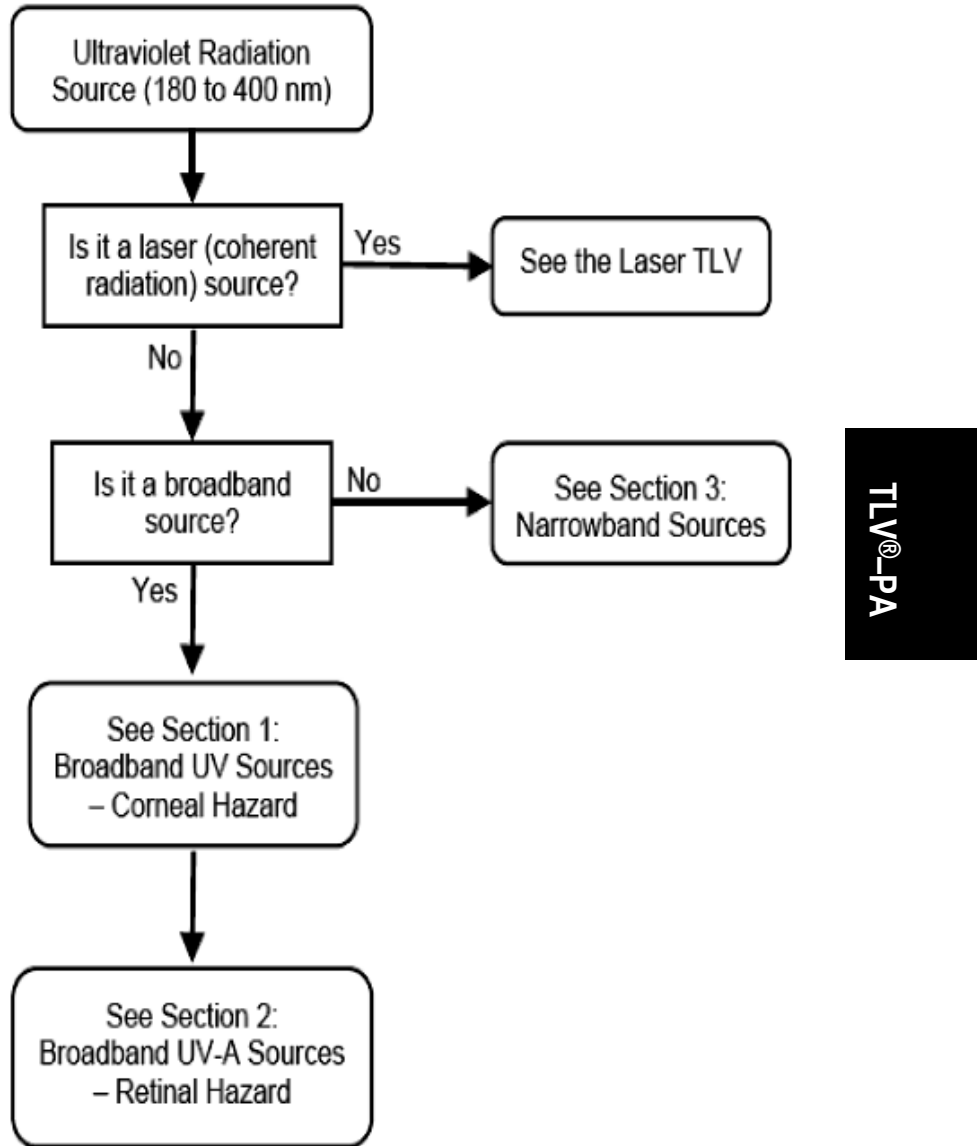 Ultraviolet Radiation
Source (180 to 400 nm)
Is it a laser (coherent
radiation) source?
Yes
See the Laser TLV
No
Is it a broadband
source?
No
See Section 3:
Narrowband Sources
Yes
See Section 1:
Broadband UV Sources
– Corneal Hazard
See Section 2:
Broadband UV-A Sources
– Retinal Hazard
TLV®–PA